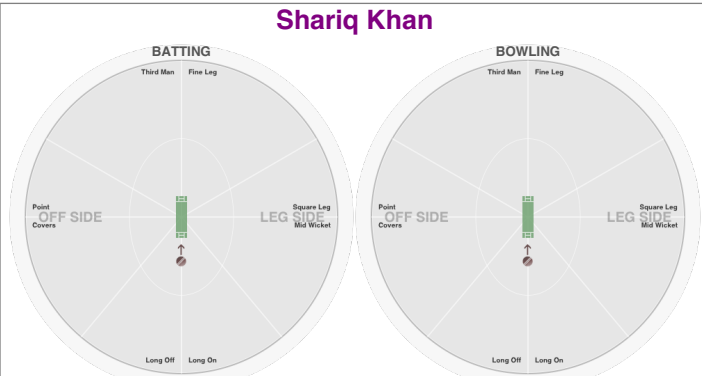 Shariq Khan
BATTING
Third Man Fine Leg
Point
OFF SIDE
Covers
Square Leg
LEG SIDE
Mid Wicket
Long Off Long On
BOWLING
Third Man Fine Leg
Point
OFF SIDE
Covers
Square Leg
LEG SIDE
Mid Wicket
Long Off Long On